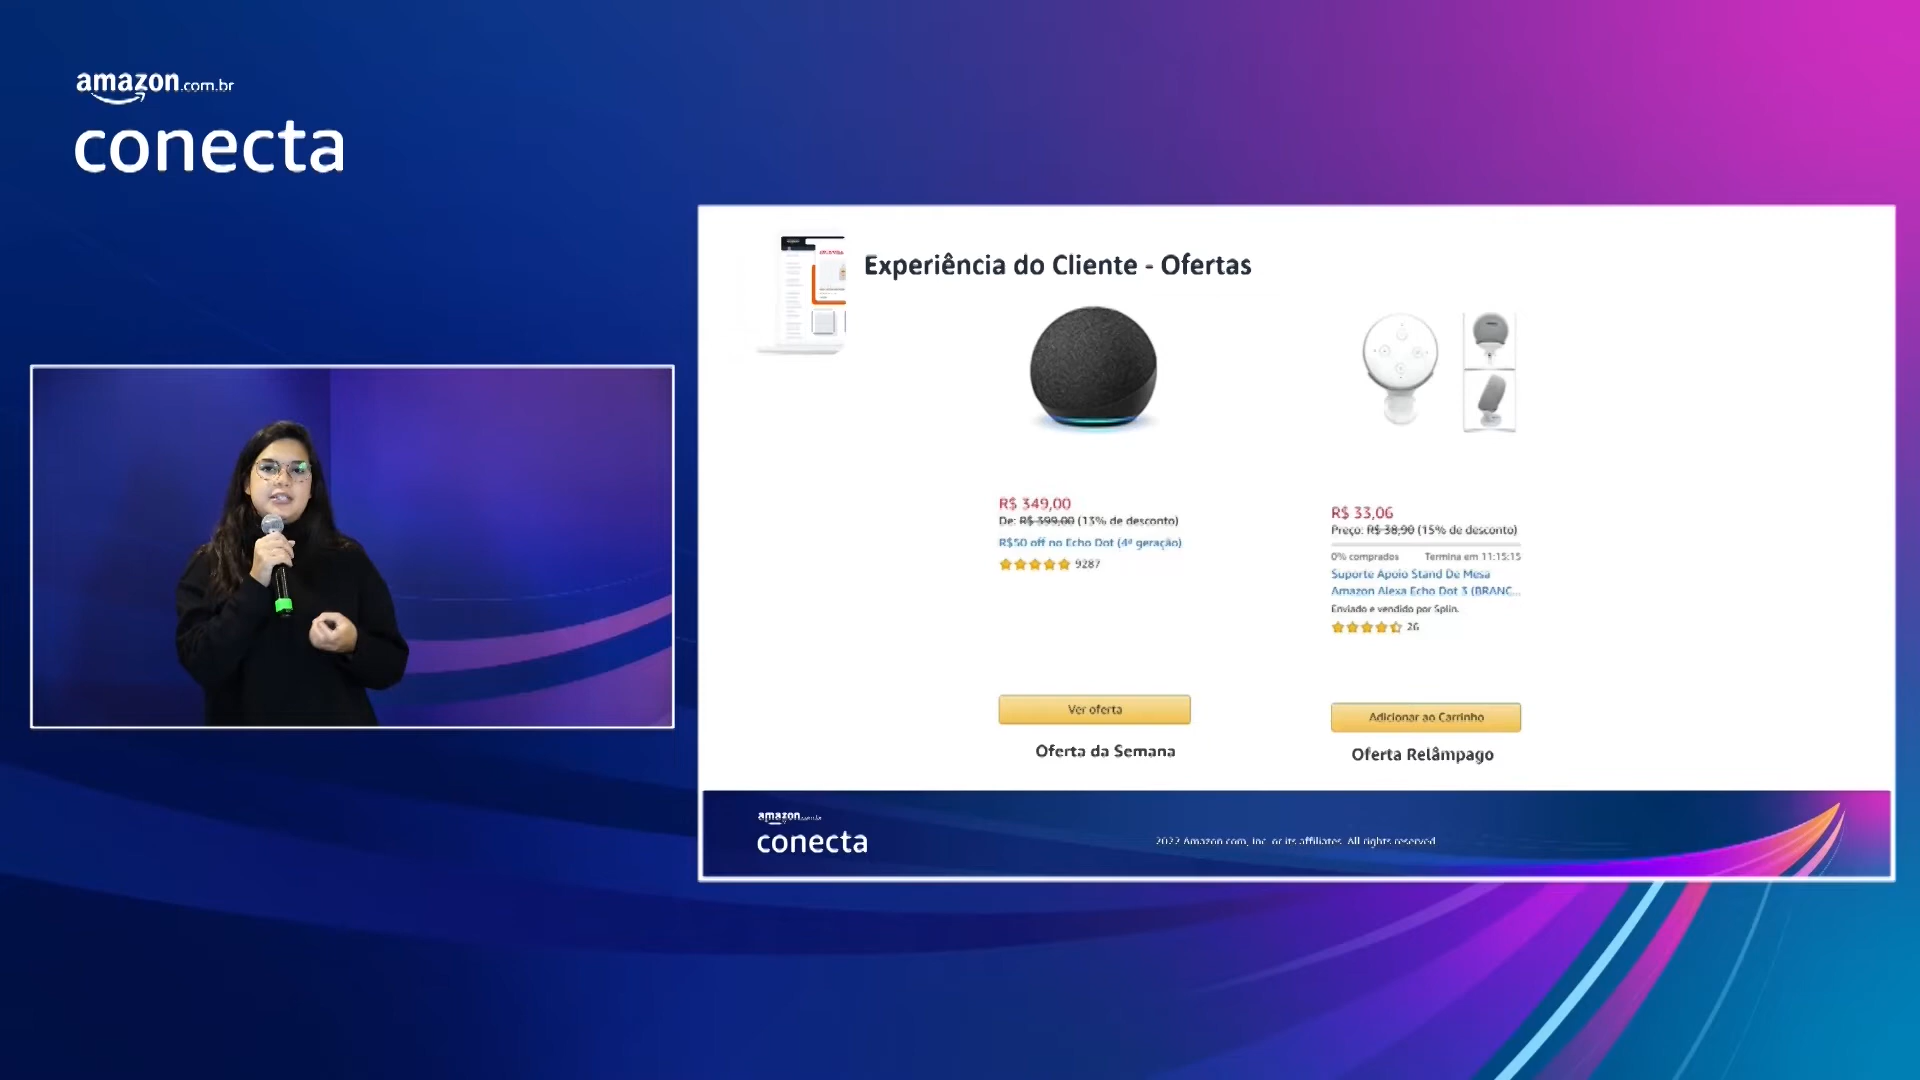 amazon.com.br
conecta
Experiência do Cliente - Ofertas
R$ 349,00
De: R$ 399,00 (13% de desconto)
R$50 off no Echo Dot (4ª geração)
9287
Ver oferta
Oferta da Semana
R$ 33,06
Preço: R$ 38,90 (15% de desconto)
0% comprados Termina em 11:15:15
Suporte Apoio Stand De Mesa
Amazon Alexa Echo Dot 3 (BRANC...
Enviado e vendido por Splin.
26
Adicionar ao Carrinho
Oferta Relâmpago
amazon.com.br
conecta
2022 Amazon.com, Inc. or its affiliates. All rights reserved